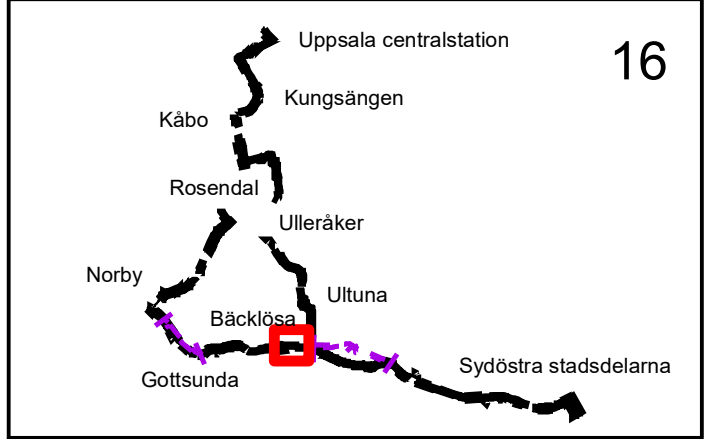 Uppsala centralstation
16
Kungsängen
Kåbo
Rosendal
Ulleråker
Norby
Ultuna
Bäcklösa
Sydöstra stadsdelarna
Gottsunda